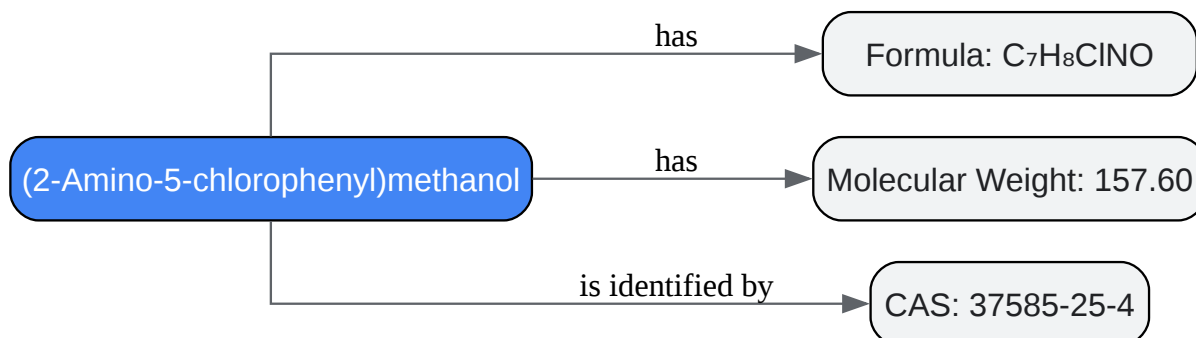 has
Formula: C₇H₈ClNO
(2-Amino-5-chlorophenyl)methanol
has
Molecular Weight: 157.60
is identified by
CAS: 37585-25-4